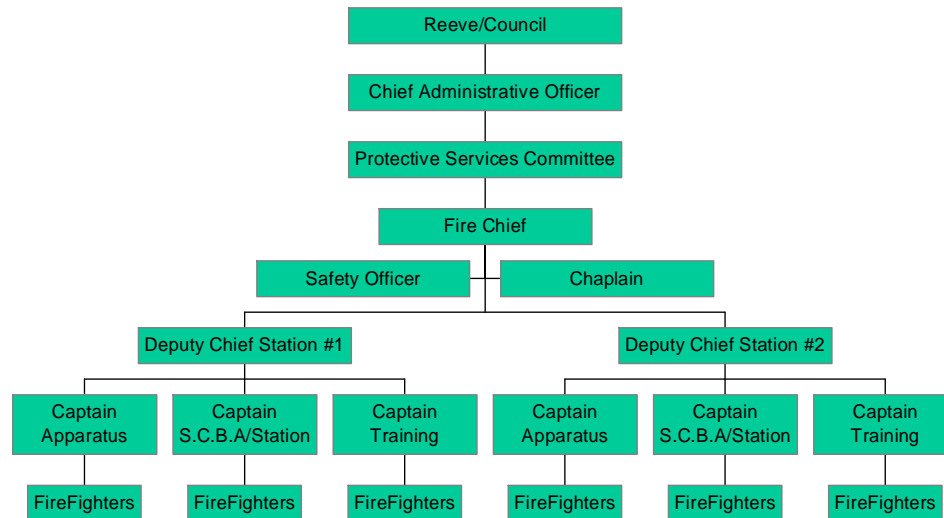 Reeve/Council
Chief Administrative Officer
Protective Services Committee
Fire Chief
Safety Officer
Chaplain
Deputy Chief Station #1
Deputy Chief Station #2
Captain
Apparatus
Captain
S.C.B.A/Station
Captain
Training
Captain
Apparatus
Captain
S.C.B.A/Station
Captain
Training
FireFighters
FireFighters
FireFighters
FireFighters
FireFighters
FireFighters